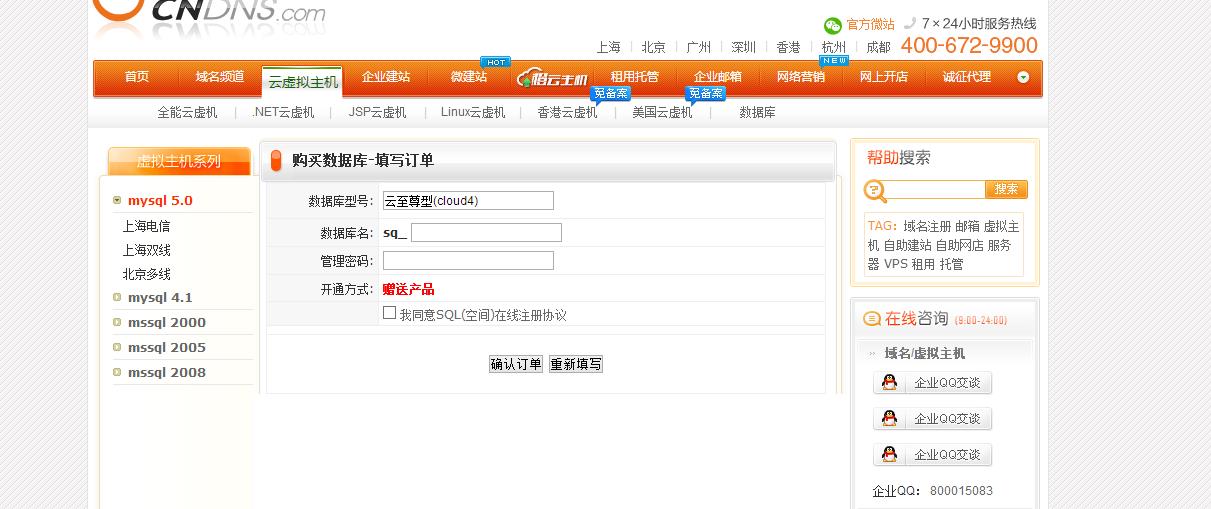 CNDNS.com
官方微站 7×24小时服务热线
上海 北京 广州 深圳 香港 杭州 成都 400-672-9900
HOT NEW
首页 域名频道 云虚拟主机 企业建站 微建站 橙云主机 租用托管 企业邮箱 网络营销 网上开店 诚征代理
免备案 免备案
全能云虚机 .NET云虚机 JSP云虚机 Linux云虚机 香港云虚机 美国云虚机 数据库
虚拟主机系列
mysql 5.0
上海电信
上海双线
北京多线
mysql 4.1
mssql 2000
mssql 2005
mssql 2008
购买数据库-填写订单
数据库型号： 云至尊型(cloud4)
数据库名： sq_
管理密码：
开通方式： 赠送产品
我同意SQL(空间)在线注册协议
确认订单 重新填写
帮助搜索
搜索
TAG：域名注册 邮箱 虚拟主
机 自助建站 自助网店 服务
器 VPS 租用 托管
在线咨询 (9:00-24:00)
域名/虚拟主机
企业QQ交谈
企业QQ交谈
企业QQ交谈
企业QQ： 800015083